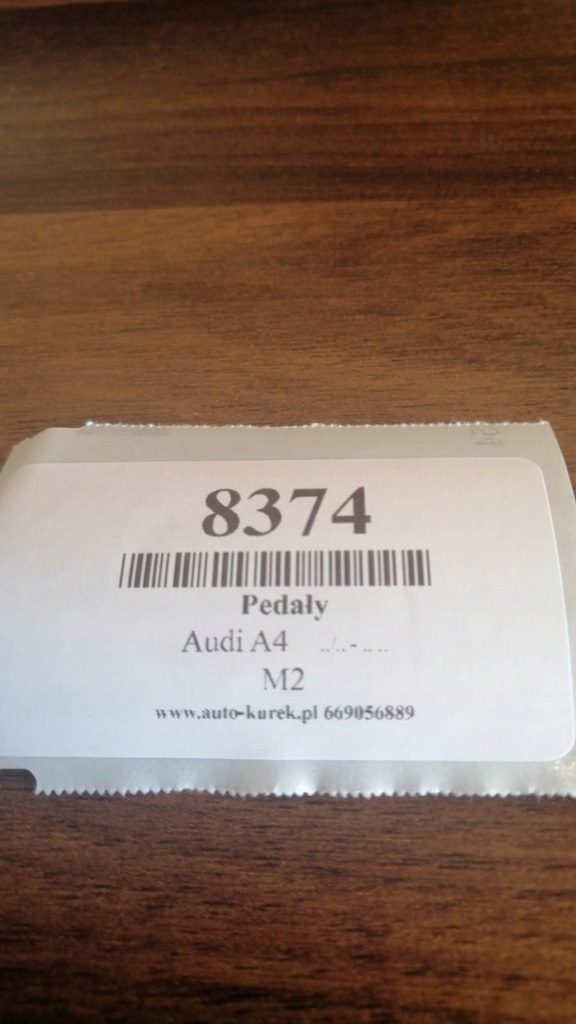 8374
Pedały
Audi A4 ../..-.. ..
M2
www.auto-kurek.pl 669056889